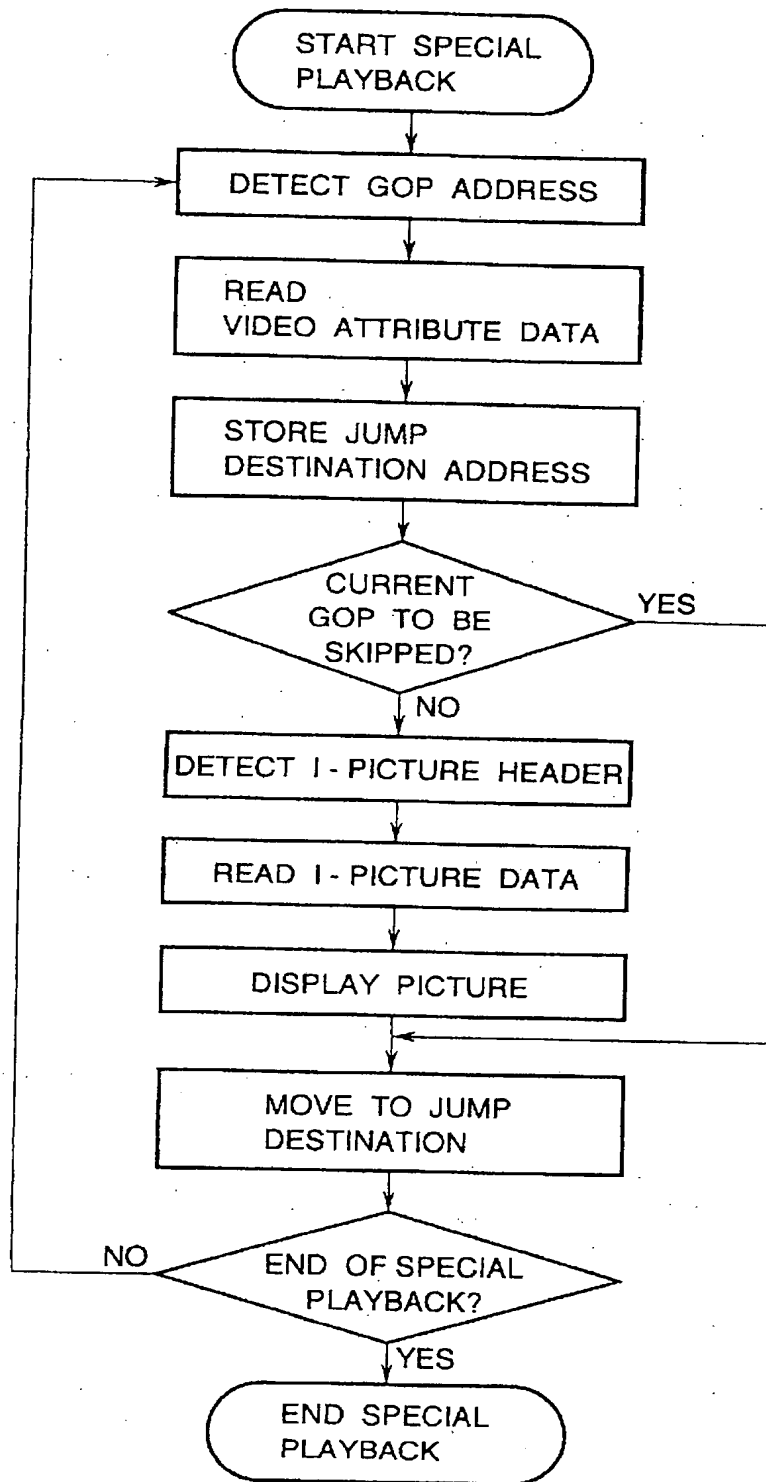 START SPECIAL
PLAYBACK
DETECT GOP ADDRESS
READ
VIDEO ATTRIBUTE DATA
STORE JUMP
DESTINATION ADDRESS
CURRENT
GOP TO BE
SKIPPED?
YES
NO
DETECT I - PICTURE HEADER
READ I - PICTURE DATA
DISPLAY PICTURE
MOVE TO JUMP
DESTINATION
NO
END OF SPECIAL
PLAYBACK?
YES
END SPECIAL
PLAYBACK